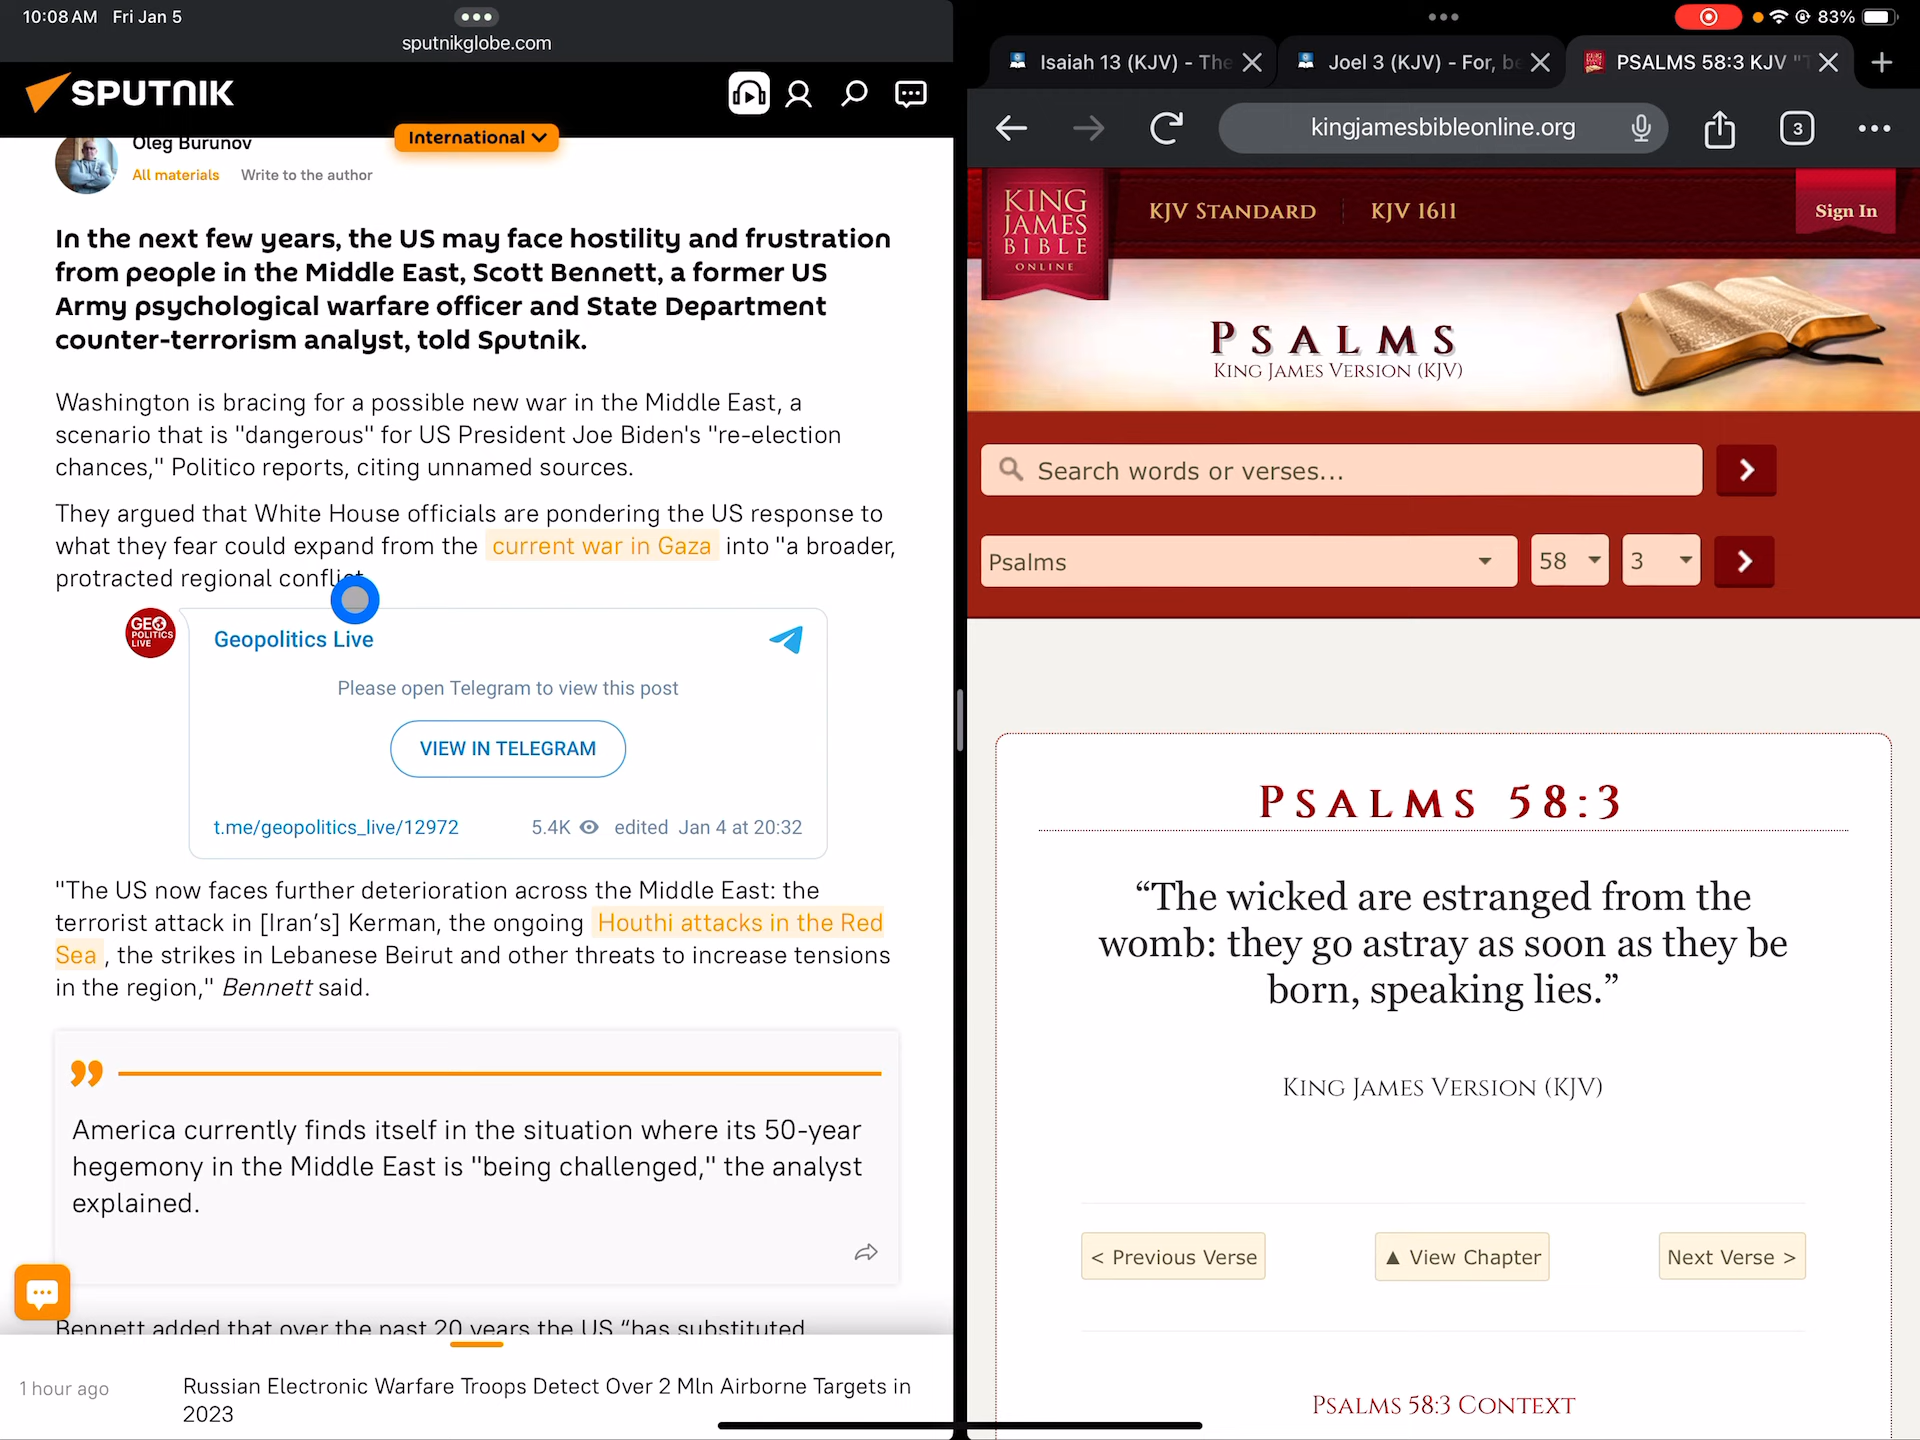 10:08 AM Fri Jan 5
sputnikglobe.com
SPUTNIK
International
Oleg Burunov
All materials Write to the author
In the next few years, the US may face hostility and frustration
from people in the Middle East, Scott Bennett, a former US
Army psychological warfare officer and State Department
counter-terrorism analyst, told Sputnik.
Washington is bracing for a possible new war in the Middle East, a
scenario that is "dangerous" for US President Joe Biden's "re-election
chances," Politico reports, citing unnamed sources.
They argued that White House officials are pondering the US response to
what they fear could expand from the current war in Gaza into "a broader,
protracted regional conflict
GEO
POLITICS
LIVE
Geopolitics Live
Please open Telegram to view this post
VIEW IN TELEGRAM
t.me/geopolitics_live/12972 5.4K edited Jan 4 at 20:32
"The US now faces further deterioration across the Middle East: the
terrorist attack in [Iran's] Kerman, the ongoing Houthi attacks in the Red
Sea , the strikes in Lebanese Beirut and other threats to increase tensions
in the region," Bennett said.
America currently finds itself in the situation where its 50-year
hegemony in the Middle East is "being challenged," the analyst
explained.
Bennett added that over the past 20 years the US “has substituted
1 hour ago
Russian Electronic Warfare Troops Detect Over 2 Mln Airborne Targets in
2023
83%
Isaiah 13 (KJV) - The
Joel 3 (KJV) - For, be
PSALMS 58:3 KJV "T
kingjamesbibleonline.org
3
KING
JAMES
BIBLE
ONLINE
KJV STANDARD
KJV 1611
Sign In
PSALMS
KING JAMES VERSION (KJV)
Search words or verses...
Psalms
58
3
PSALMS 58:3
“The wicked are estranged from the
womb: they go astray as soon as they be
born, speaking lies.”
KING JAMES VERSION (KJV)
< Previous Verse
▲ View Chapter
Next Verse >
PSALMS 58:3 CONTEXT